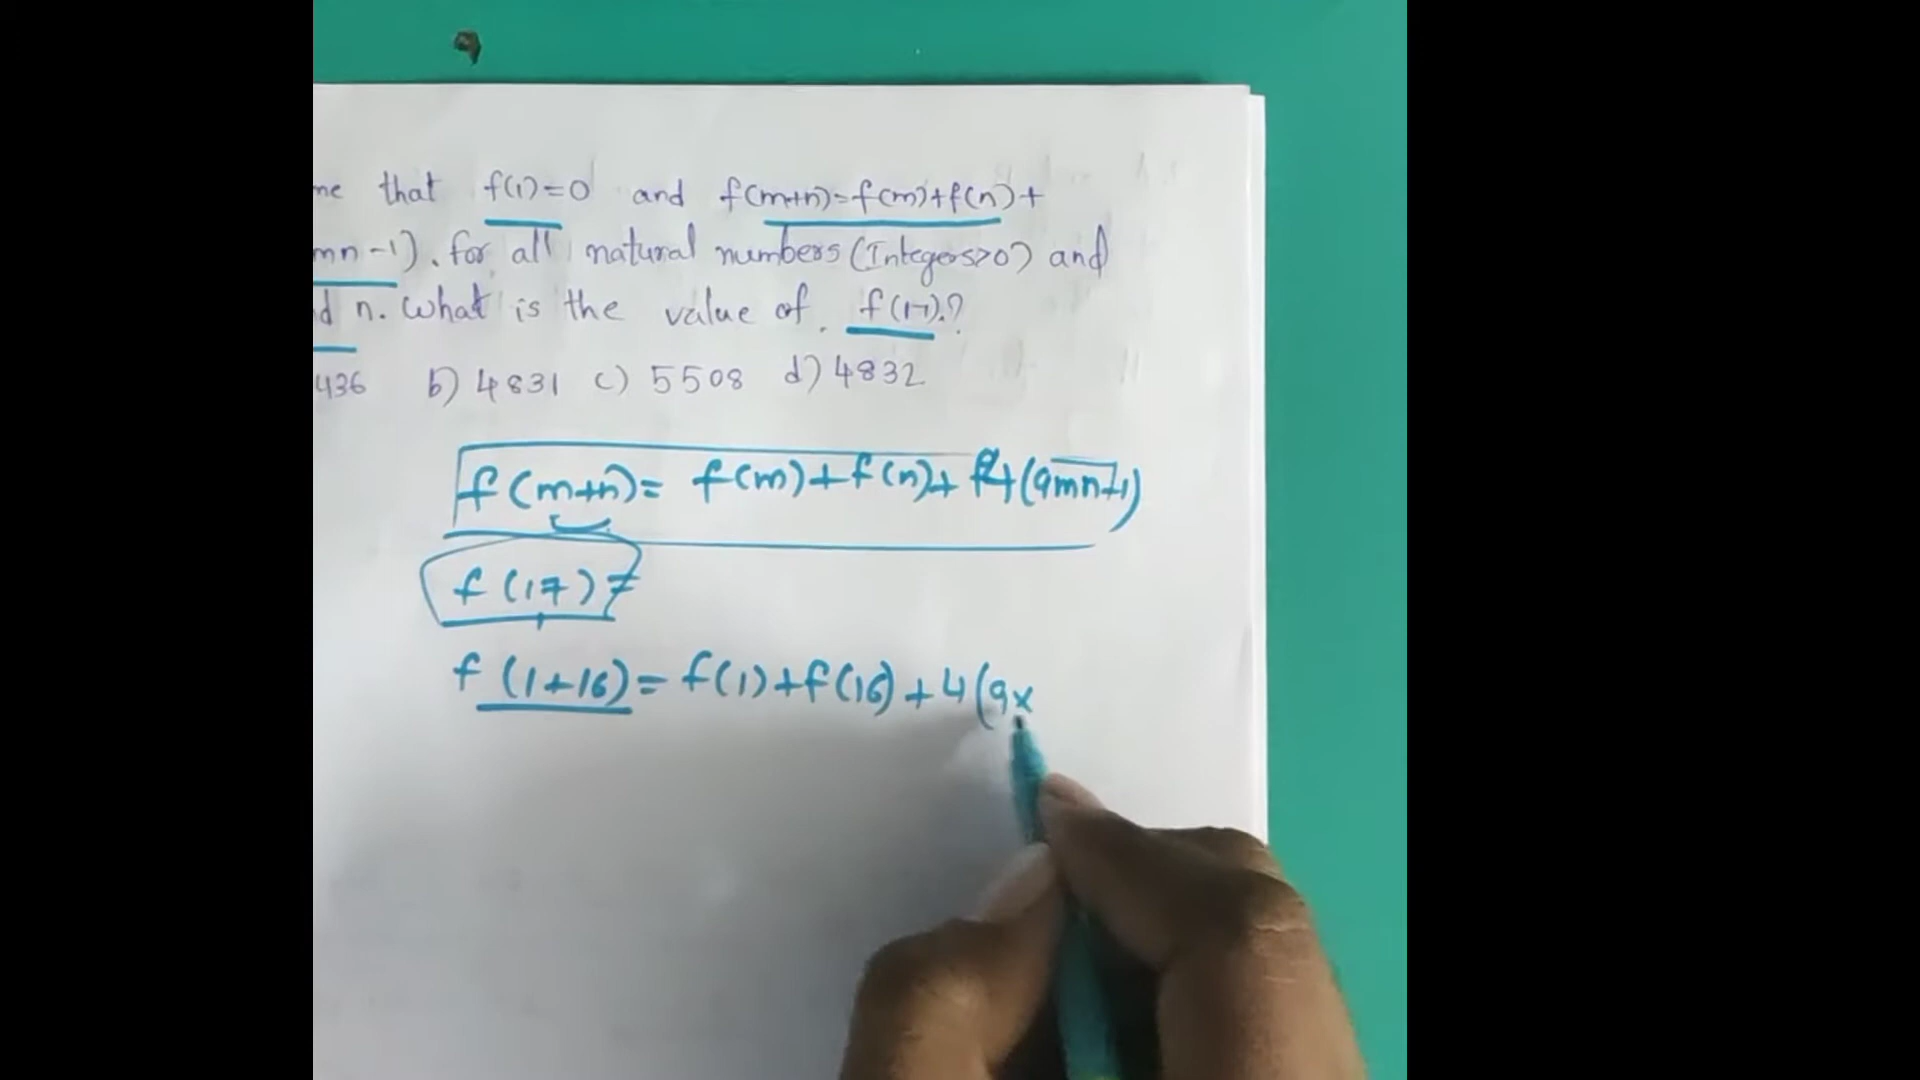 me that f(1)=0 and f(m+n)=f(m)+f(n)+
mn-1). for all natural numbers (Integers>0) and
d n. What is the value of f(17).?
436 b) 4831 c) 5508 d) 4832
f(m+n)= f(m)+f(n)+ 4(9mn-1)
f(17)=
f(1+16)= f(1)+f(16)+4(9x